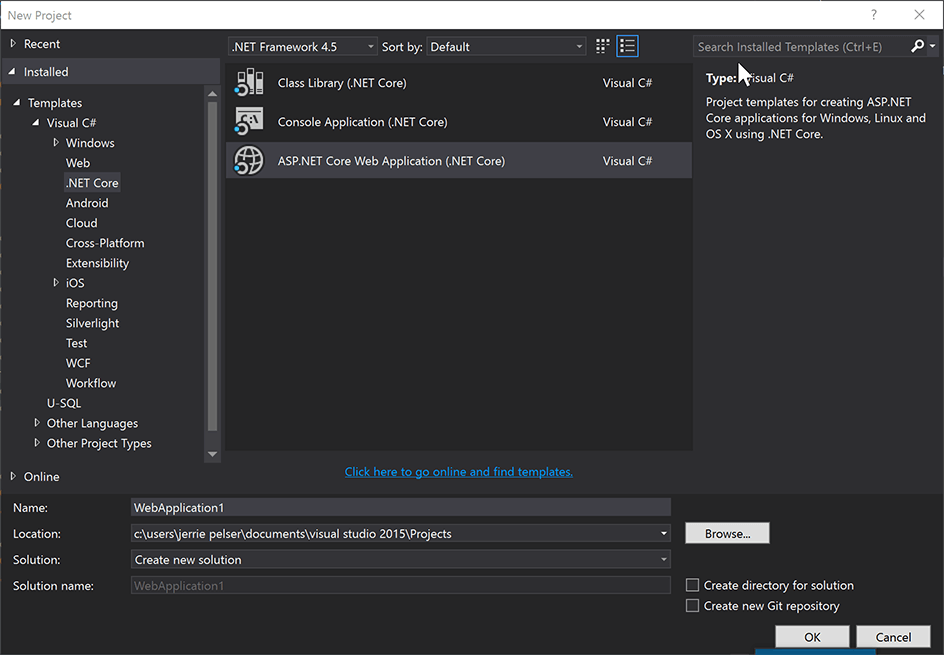 New Project
?
Recent
.NET Framework 4.5
Sort by:
Default
Search Installed Templates (Ctrl+E)
Installed
Templates
Visual C#
Windows
Web
.NET Core
Android
Cloud
Cross-Platform
Extensibility
iOS
Reporting
Silverlight
Test
WCF
Workflow
U-SQL
Other Languages
Other Project Types
Online
Class Library (.NET Core) Visual C#
Console Application (.NET Core) Visual C#
ASP.NET Core Web Application (.NET Core) Visual C#
Type: Visual C#
Project templates for creating ASP.NET
Core applications for Windows, Linux and
OS X using .NET Core.
Click here to go online and find templates.
Name: WebApplication1
Location: c:\users\jerrie pelser\documents\visual studio 2015\Projects Browse...
Solution: Create new solution
Solution name: WebApplication1
Create directory for solution
Create new Git repository
OK Cancel